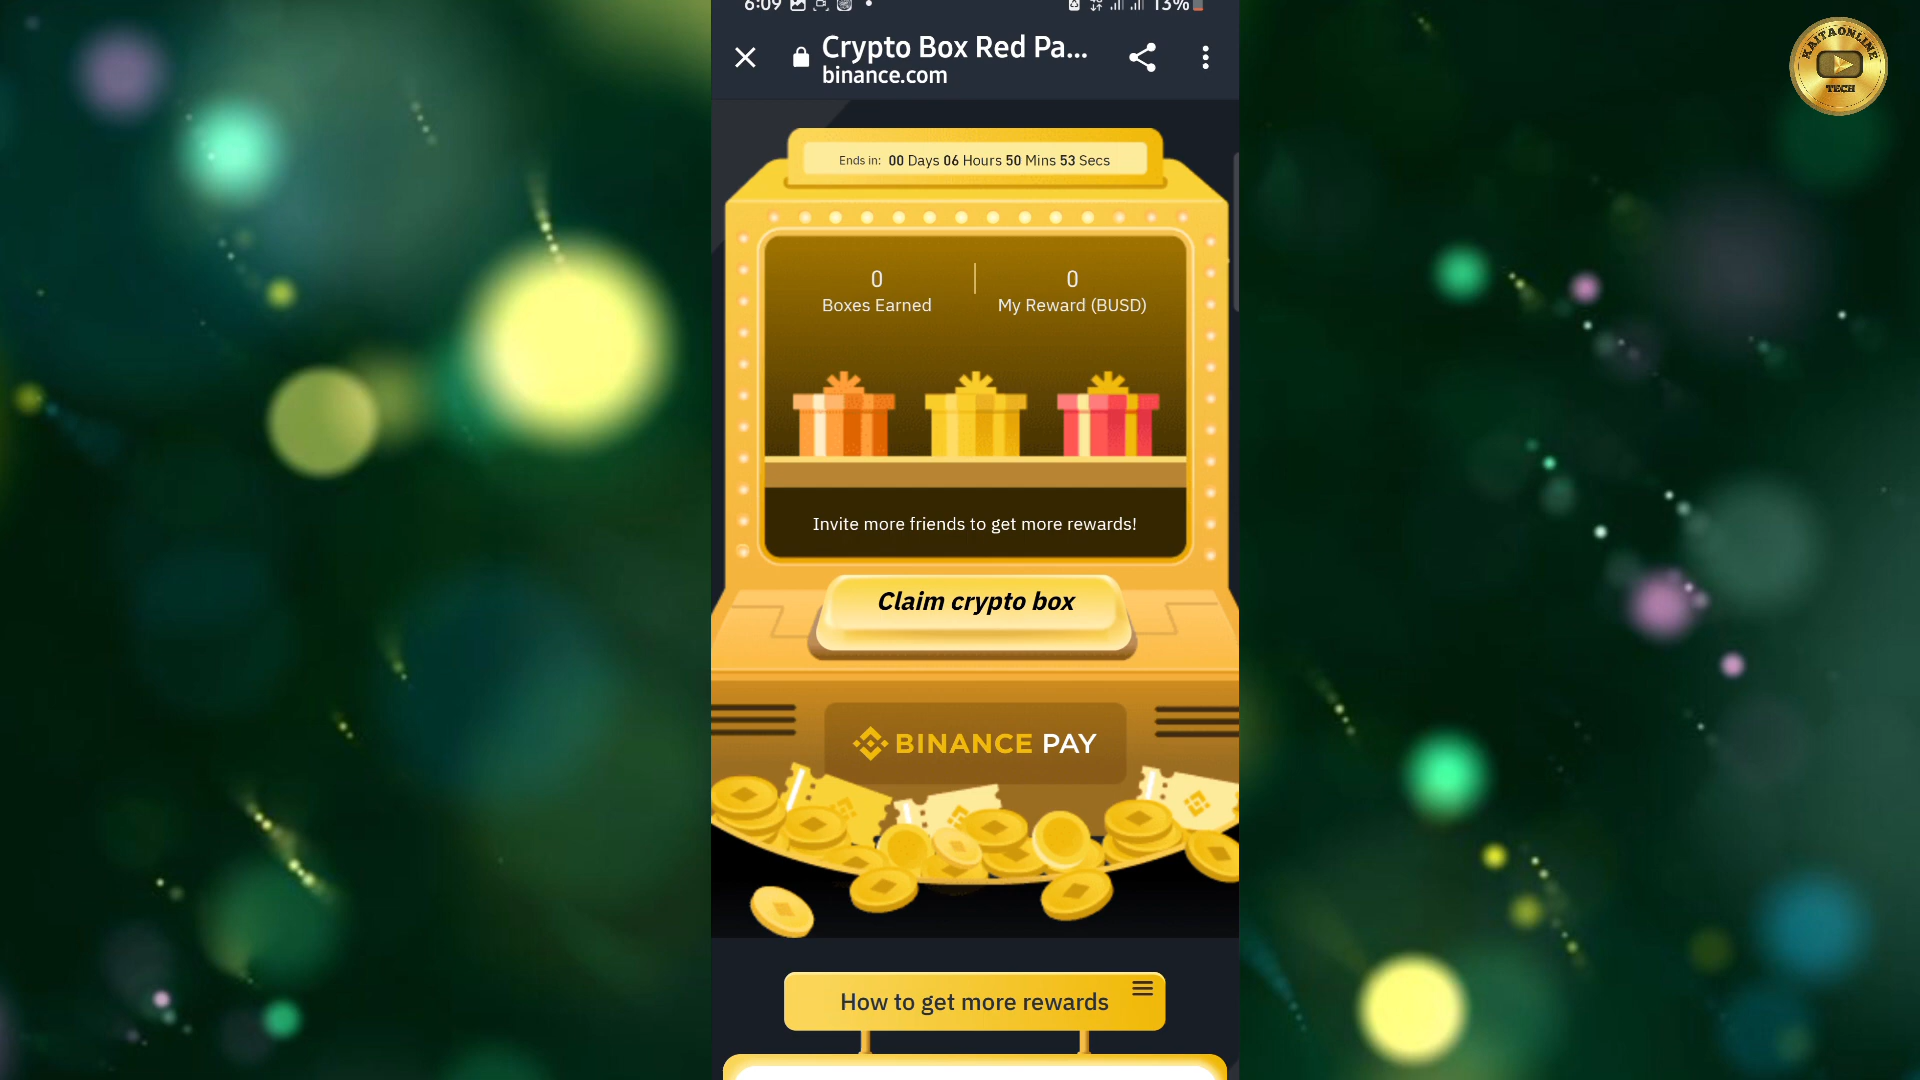 6:09
13%
Crypto Box Red Pa...
binance.com
KAITAONLINE
TECH
Ends in: 00 Days 06 Hours 50 Mins 53 Secs
0
Boxes Earned
0
My Reward (BUSD)
Invite more friends to get more rewards!
Claim crypto box
BINANCE PAY
How to get more rewards